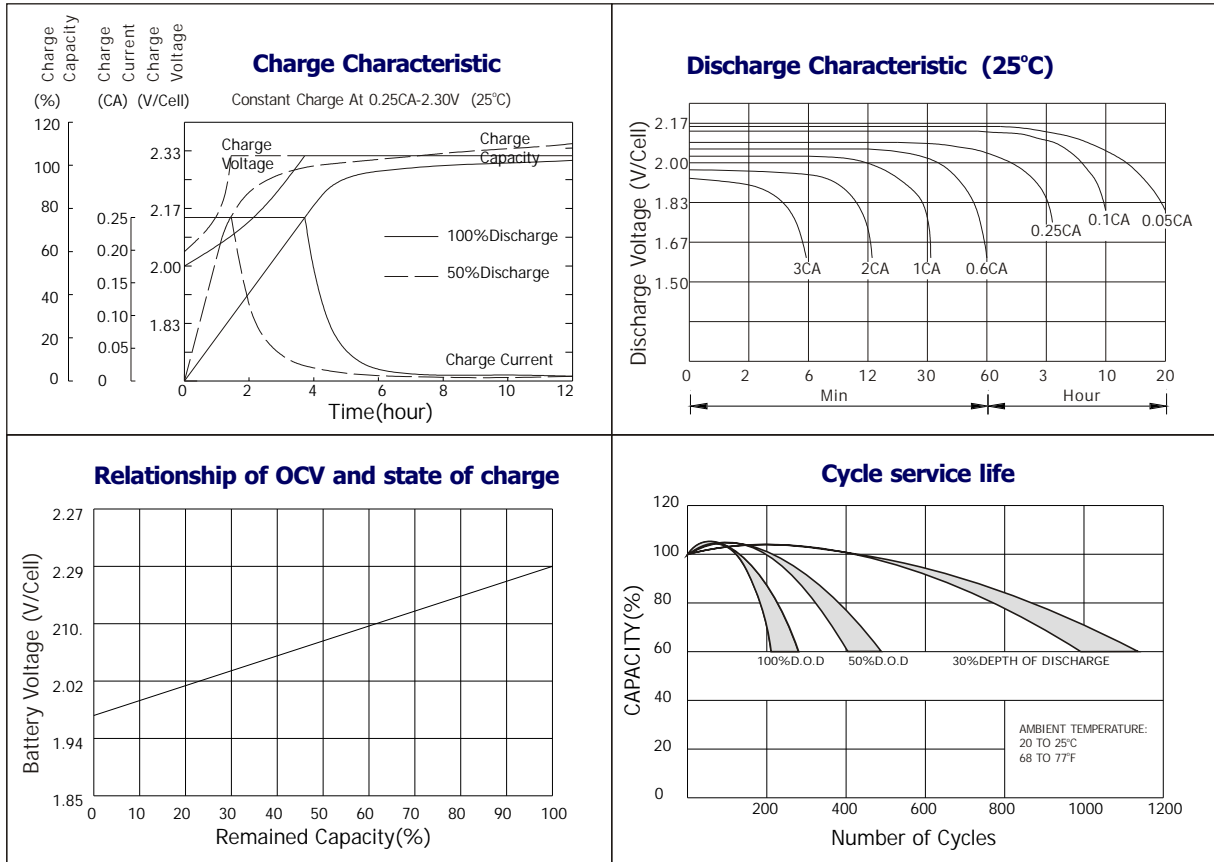 Charge Capacity
Charge Current
Charge Voltage
(%)
(CA)
(V/Cell)
Charge Characteristic
Constant Charge At 0.25CA-2.30V (25°C)
120
100
80
60
40
20
0
0.25
0.20
0.15
0.10
0.05
0
2.33
2.17
2.00
1.83
Charge
Voltage
Charge
Capacity
100%Discharge
50%Discharge
Charge Current
0 2 4 6 8 10 12
Time(hour)
Discharge Characteristic (25°C)
Discharge Voltage (V/Cell)
2.17
2.00
1.83
1.67
1.50
3CA
2CA
1CA
0.6CA
0.25CA
0.1CA
0.05CA
0 2 6 12 30 60 3 10 20
Min
Hour
Relationship of OCV and state of charge
Battery Voltage (V/Cell)
2.27
2.29
210.
2.02
1.94
1.85
0 10 20 30 40 50 60 70 80 90 100
Remained Capacity(%)
Cycle service life
CAPACITY(%)
120
100
80
60
40
20
0
100%D.O.D
50%D.O.D
30%DEPTH OF DISCHARGE
AMBIENT TEMPERATURE:
20 TO 25°C
68 TO 77°F
200 400 600 800 1000 1200
Number of Cycles